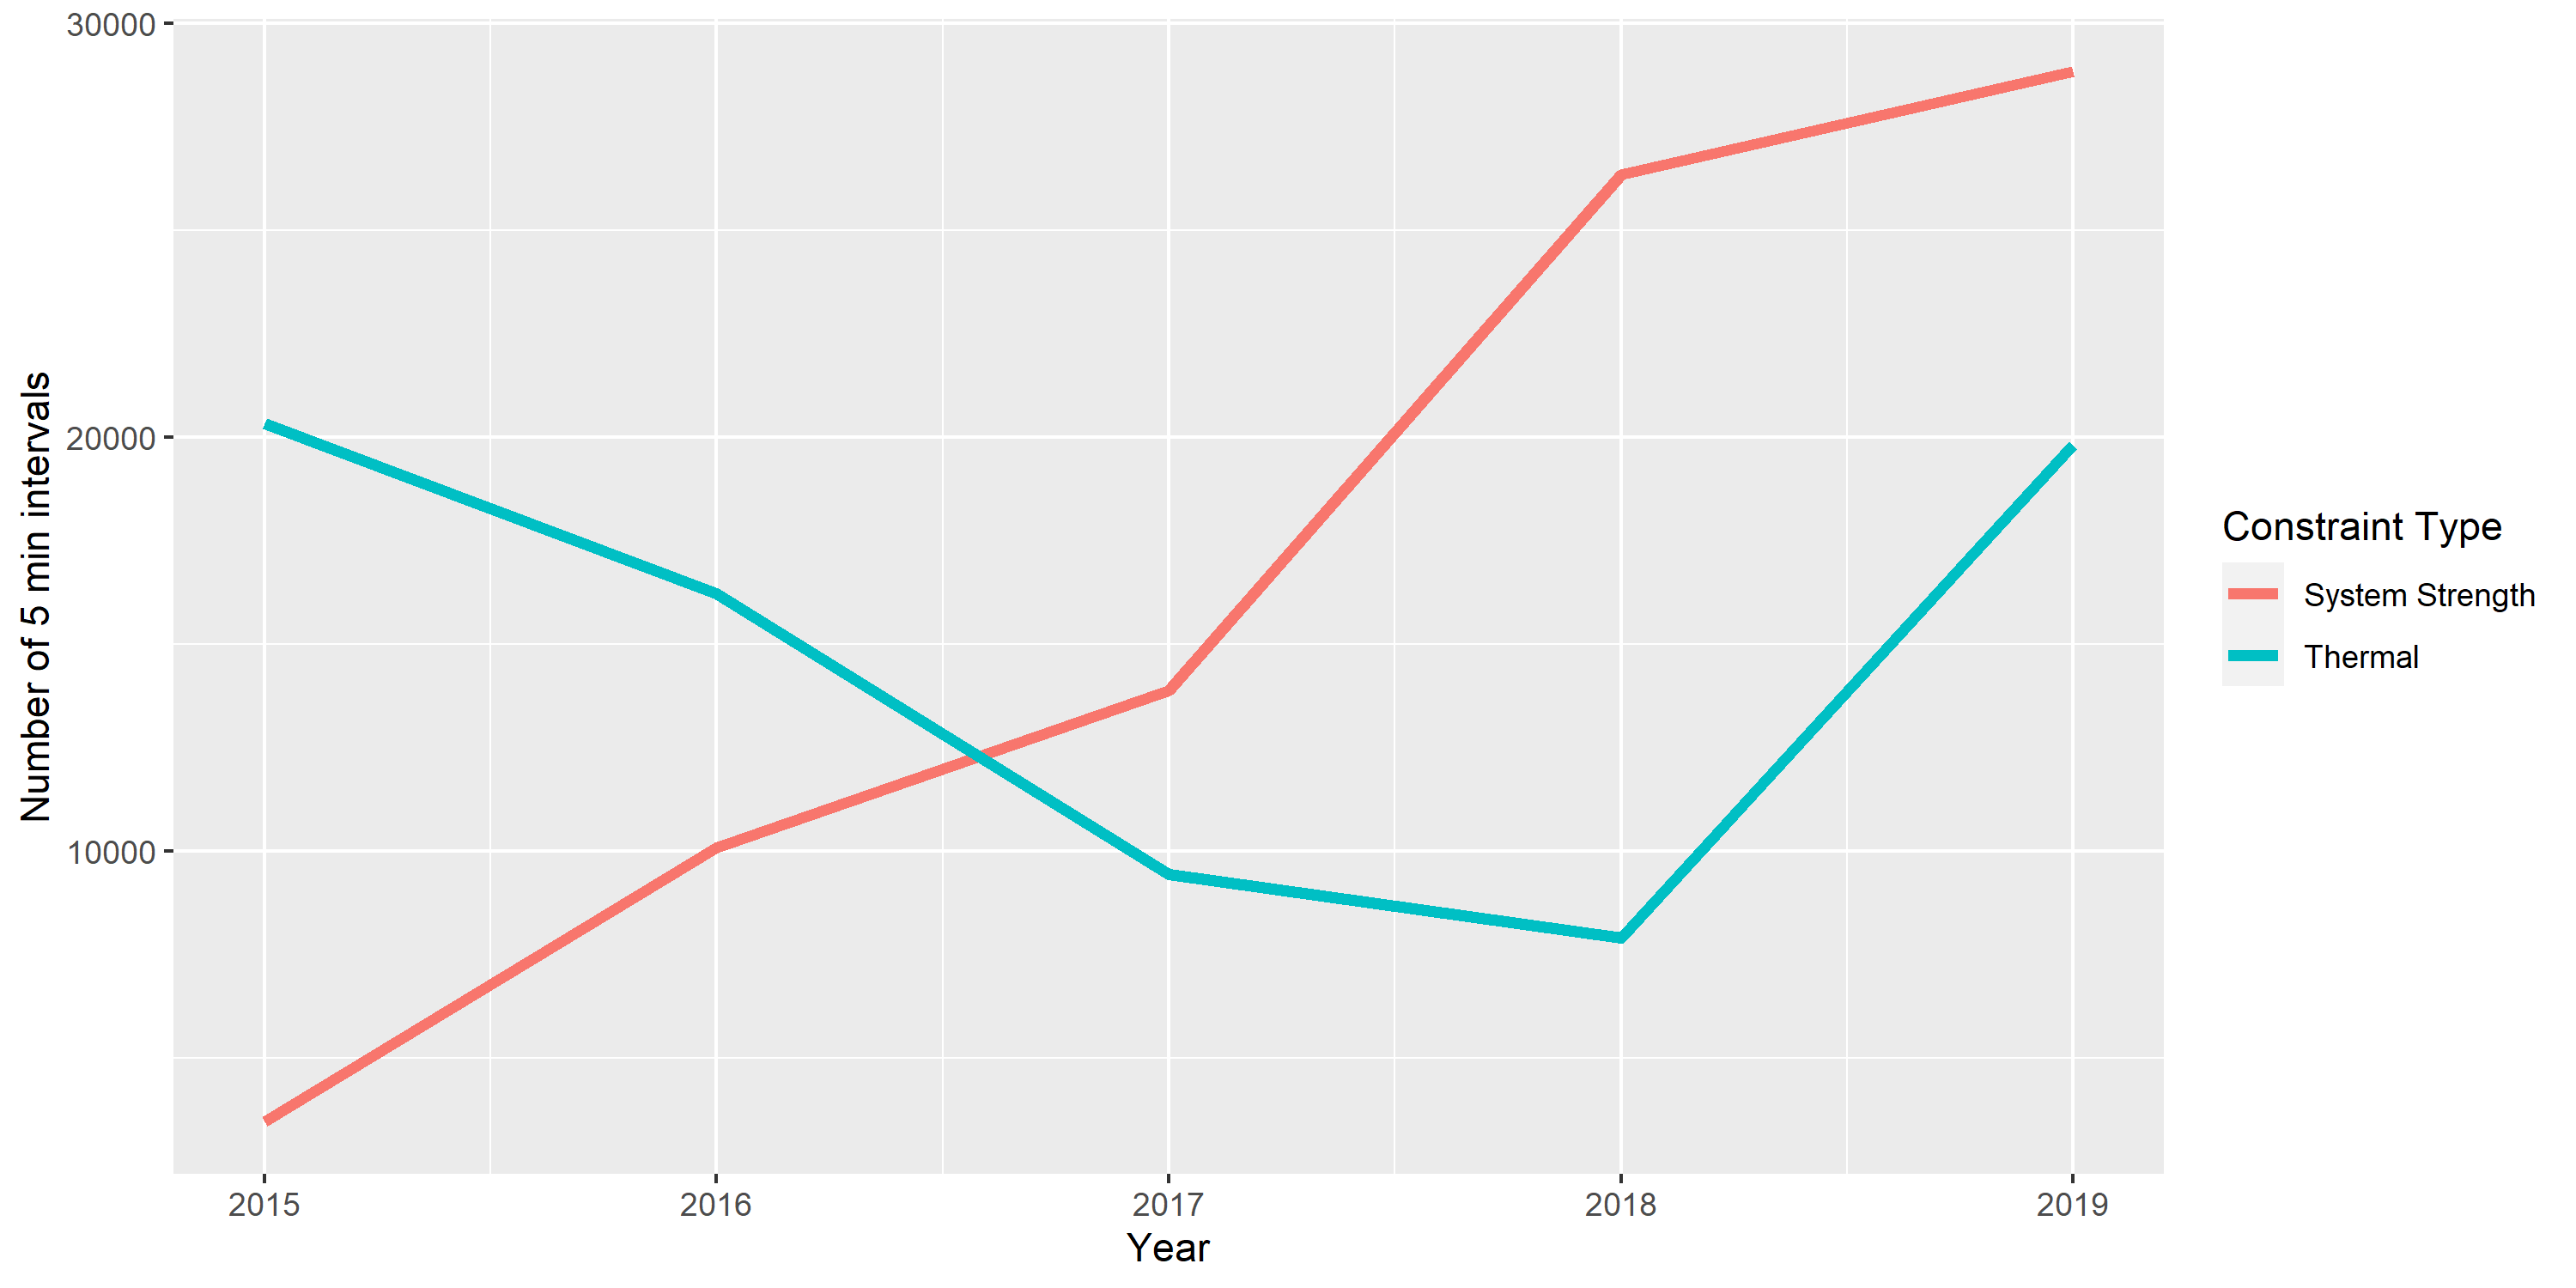 Number of 5 min intervals
30000
20000
10000
2015
2016
2017
2018
2019
Year
Constraint Type
System Strength
Thermal